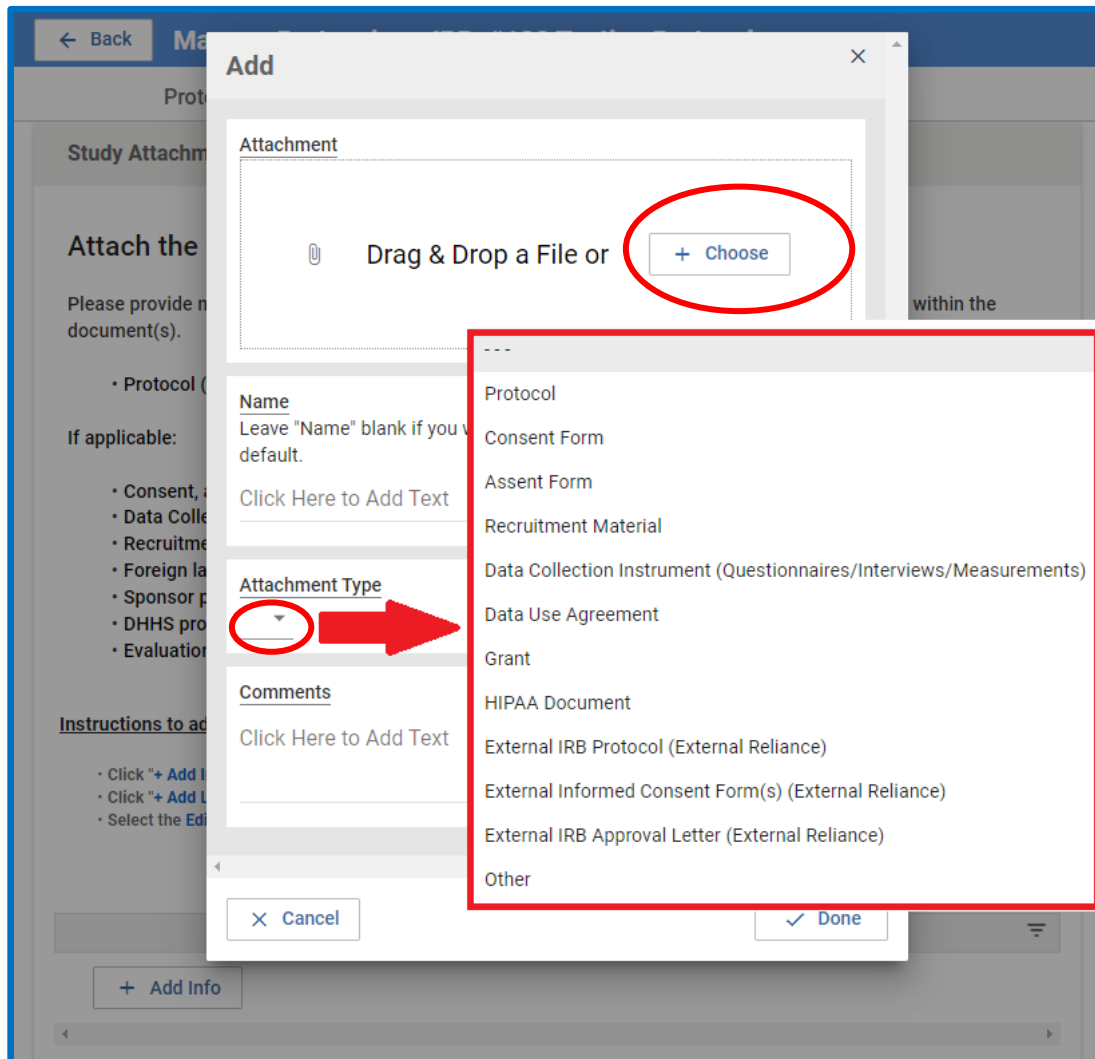 ← Back
Add
Study Attachm
Attachment
Attach the
Drag & Drop a File or
+ Choose
Please provide
within the
document(s).
- - -
• Protocol (
Protocol
Name
Leave "Name" blank if you
default.
Consent Form
If applicable:
Assent Form
• Consent,
Click Here to Add Text
• Data Colle
Recruitment Material
• Recruitme
• Foreign la
Data Collection Instrument (Questionnaires/Interviews/Measurements)
Attachment Type
• Sponsor p
Data Use Agreement
• DHHS pro
• Evaluation
Grant
Comments
HIPAA Document
Instructions to ad
Click Here to Add Text
External IRB Protocol (External Reliance)
• Click "+ Add I
• Click "+ Add L
External Informed Consent Form(s) (External Reliance)
• Select the Edi
External IRB Approval Letter (External Reliance)
Other
× Cancel
✓ Done
+ Add Info